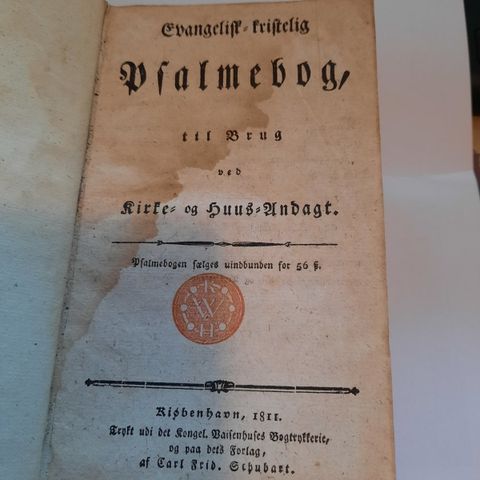 Evangelisk-kristelig
Psalmebog,
til Brug
ved
Kirke- og Huus-Andagt.
Psalmebogen sælges uindbunden for 56 ß.
K
W
H
Kiøbenhavn, 1811.
Trykt udi det Kongel. Vaisenhuses Bogtrykkerie,
og paa dets Forlag,
af Carl Frid. Schubart.